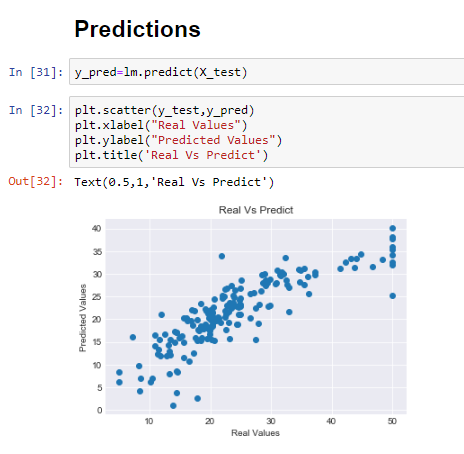 Predictions
In [31]: y_pred=lm.predict(X_test)
In [32]: plt.scatter(y_test,y_pred)
plt.xlabel("Real Values")
plt.ylabel("Predicted Values")
plt.title('Real Vs Predict')
Out[32]: Text(0.5,1,'Real Vs Predict')
Real Vs Predict
40
35
30
25
20
15
10
5
0
Predicted Values
10 20 30 40 50
Real Values